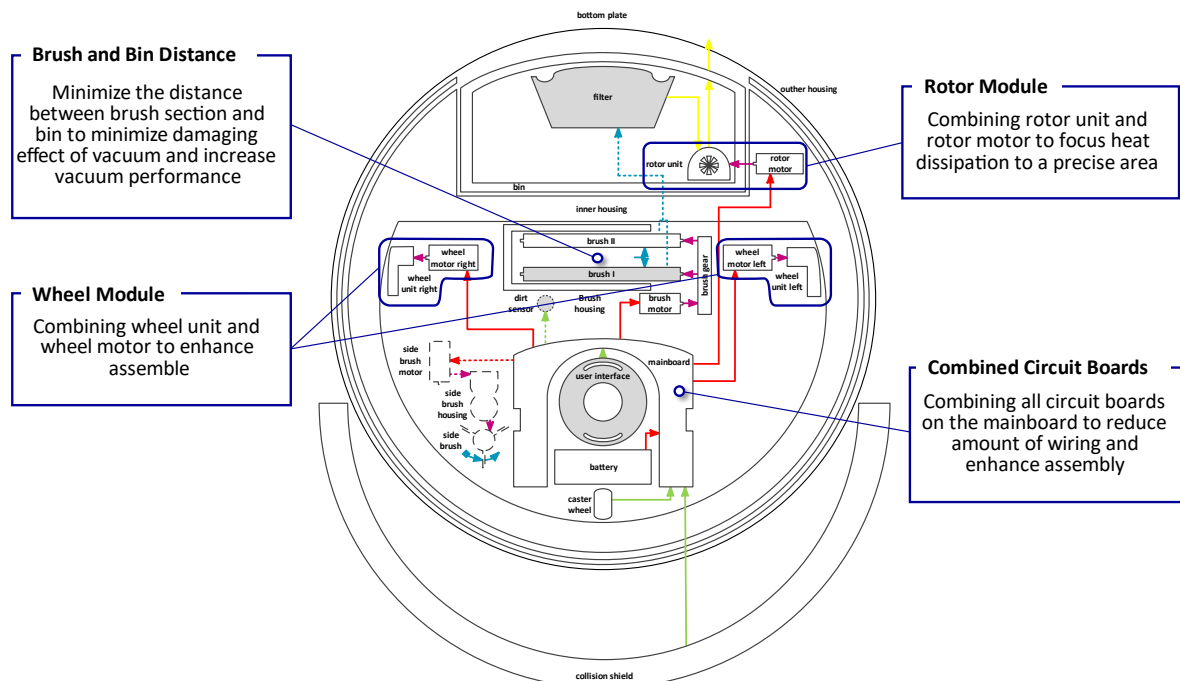 bottom plate
Brush and Bin Distance
Minimize the distance
between brush section and
bin to minimize damaging
effect of vacuum and increase
vacuum performance
filter
outher housing
Rotor Module
Combining rotor unit and
rotor motor to focus heat
dissipation to a precise area
rotor unit
rotor
motor
bin
inner housing
brush II
brush I
brush gear
wheel
motor right
wheel
unit right
wheel
motor left
wheel
unit left
dirt
sensor
Brush
housing
brush
motor
Wheel Module
Combining wheel unit and
wheel motor to enhance
assemble
side
brush
motor
mainboard
user interface
side
brush
housing
side
brush
battery
caster
wheel
Combined Circuit Boards
Combining all circuit boards
on the mainboard to reduce
amount of wiring and
enhance assembly
collision shield